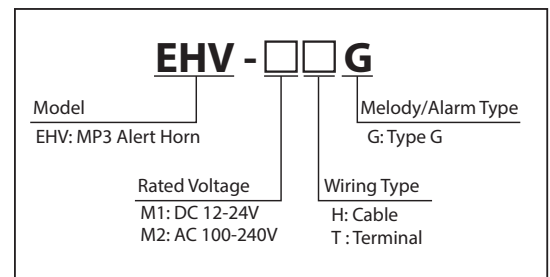 EHV - □□ G
Model
Melody/Alarm Type
EHV: MP3 Alert Horn
G: Type G
Rated Voltage
Wiring Type
M1: DC 12-24V
H: Cable
M2: AC 100-240V
T : Terminal